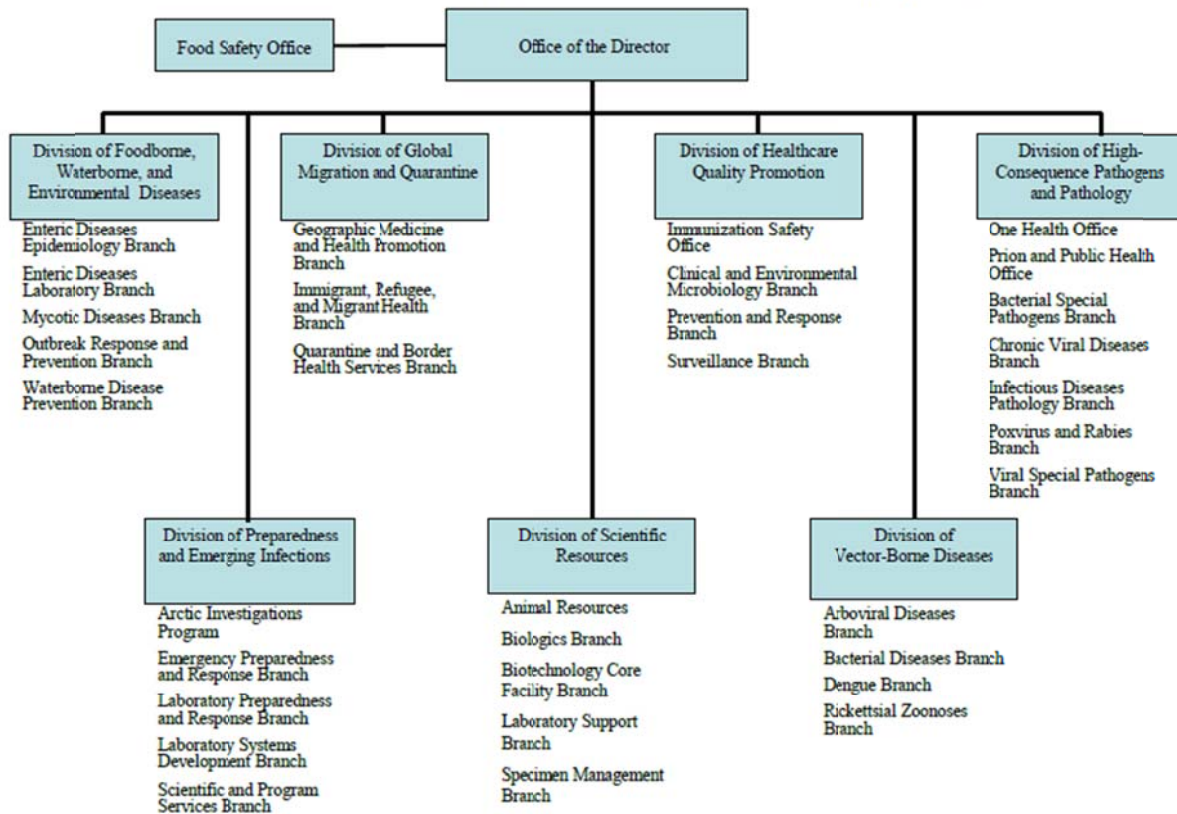 Food Safety Office
Office of the Director
Division of Foodborne,
Waterborne, and
Environmental Diseases
Enteric Diseases
Epidemiology Branch
Enteric Diseases
Laboratory Branch
Mycotic Diseases Branch
Outbreak Response and
Prevention Branch
Waterborne Disease
Prevention Branch
Division of Global
Migration and Quarantine
Geographic Medicine
and Health Promotion
Branch
Immigrant, Refugee,
and Migrant Health
Branch
Quarantine and Border
Health Services Branch
Division of Healthcare
Quality Promotion
Immunization Safety
Office
Clinical and Environmental
Microbiology Branch
Prevention and Response
Branch
Surveillance Branch
Division of High-
Consequence Pathogens
and Pathology
One Health Office
Prion and Public Health
Office
Bacterial Special
Pathogens Branch
Chronic Viral Diseases
Branch
Infectious Diseases
Pathology Branch
Poxvirus and Rabies
Branch
Viral Special Pathogens
Branch
Division of Preparedness
and Emerging Infections
Arctic Investigations
Program
Emergency Preparedness
and Response Branch
Laboratory Preparedness
and Response Branch
Laboratory Systems
Development Branch
Scientific and Program
Services Branch
Division of Scientific
Resources
Animal Resources
Biologics Branch
Biotechnology Core
Facility Branch
Laboratory Support
Branch
Specimen Management
Branch
Division of
Vector-Borne Diseases
Arboviral Diseases
Branch
Bacterial Diseases Branch
Dengue Branch
Rickettsial Zoonoses
Branch